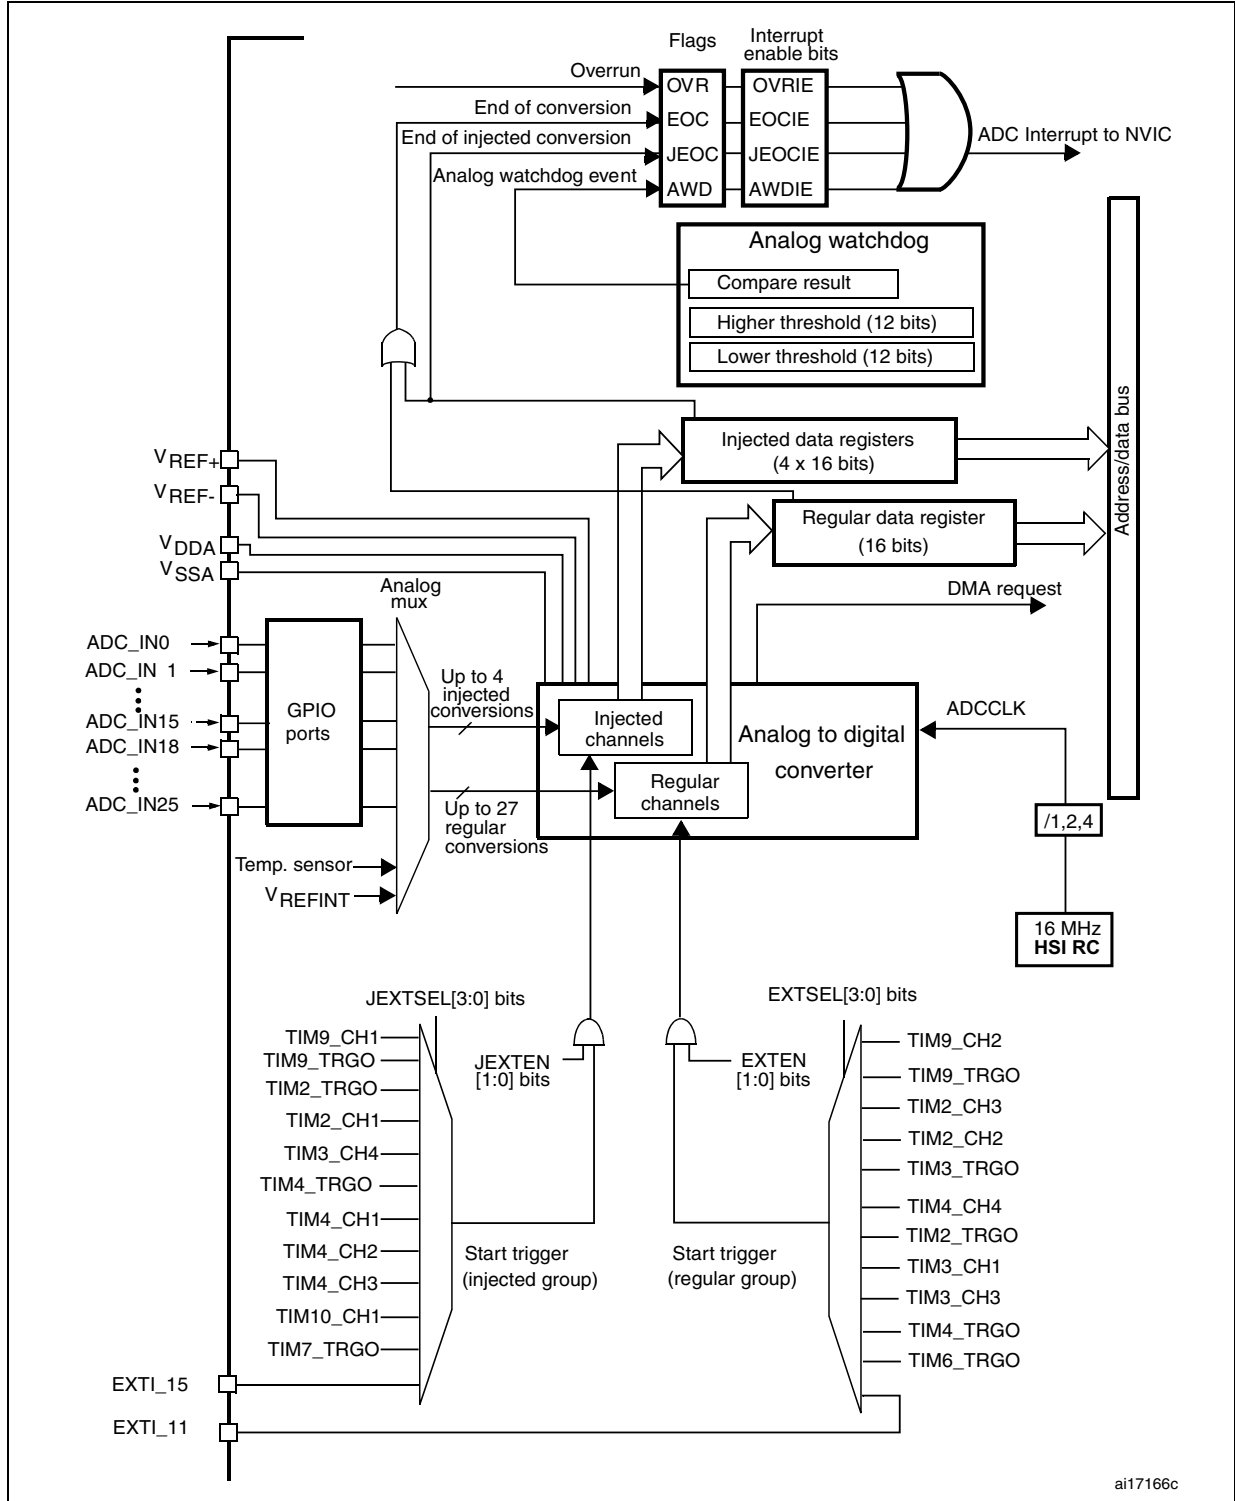 Flags
Interrupt
enable bits
Overrun
OVR
OVRIE
End of conversion
EOC
EOCIE
End of injected conversion
JEOC
JEOCIE
ADC Interrupt to NVIC
Analog watchdog event
AWD
AWDIE
Analog watchdog
Compare result
Higher threshold (12 bits)
Lower threshold (12 bits)
Address/data bus
Injected data registers
(4 x 16 bits)
VREF+
VREF-
Regular data register
(16 bits)
VDDA
VSSA
DMA request
Analog
mux
ADC_IN0
ADC_IN 1
ADC_IN15
ADC_IN18
ADC_IN25
GPIO
ports
Up to 4
injected
conversions
Injected
channels
Analog to digital
converter
ADCCLK
Regular
channels
Up to 27
regular
conversions
/1,2,4
Temp. sensor
VREFINT
16 MHz
HSI RC
JEXTSEL[3:0] bits
EXTSEL[3:0] bits
TIM9_CH1
TIM9_TRGO
TIM2_TRGO
TIM2_CH1
TIM3_CH4
TIM4_TRGO
TIM4_CH1
TIM4_CH2
TIM4_CH3
TIM10_CH1
TIM7_TRGO
JEXTEN
[1:0] bits
EXTEN
[1:0] bits
Start trigger
(injected group)
Start trigger
(regular group)
TIM9_CH2
TIM9_TRGO
TIM2_CH3
TIM2_CH2
TIM3_TRGO
TIM4_CH4
TIM2_TRGO
TIM3_CH1
TIM3_CH3
TIM4_TRGO
TIM6_TRGO
EXTI_15
EXTI_11
ai17166c